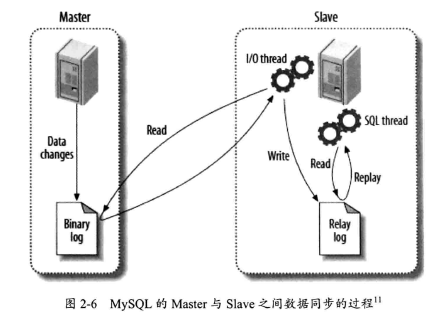 Master
Slave
I/O thread
SQL thread
Data
changes
Read
Write
Read
Replay
Binary
log
Relay
log
图 2-6 MySQL 的 Master 与 Slave 之间数据同步的过程11